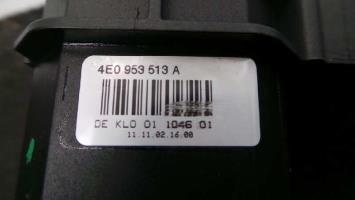 4E0 953 513 A
DE KLO 01 1046 01
11.11.02.16.00